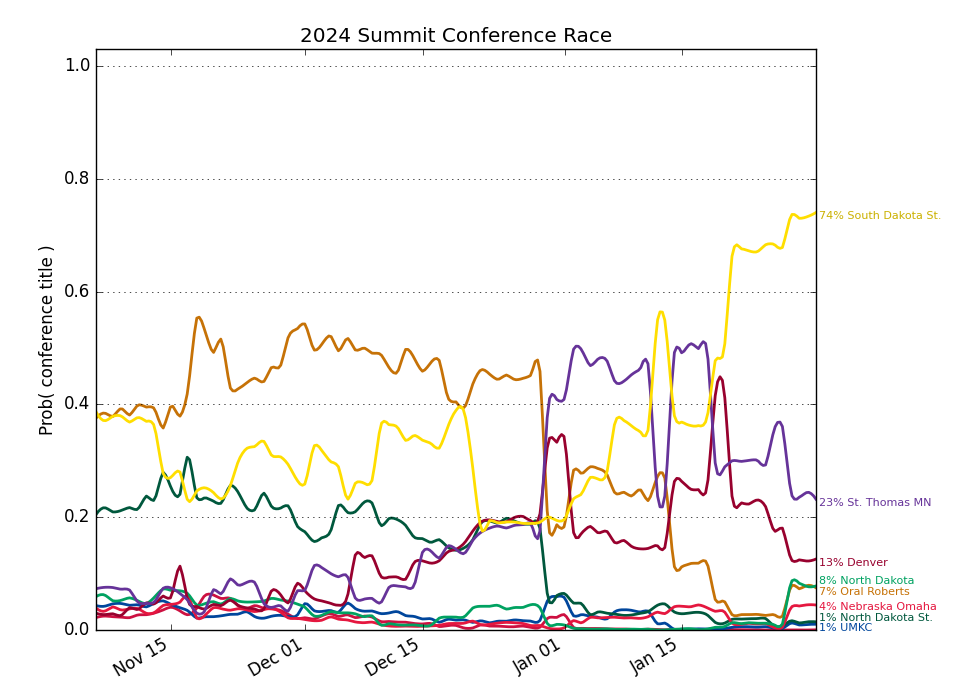 2024 Summit Conference Race
Prob( conference title )
1.0
0.8
0.6
0.4
0.2
0.0
Nov 15
Dec 01
Dec 15
Jan 01
Jan 15
74% South Dakota St.
23% St. Thomas MN
13% Denver
8% North Dakota
7% Oral Roberts
4% Nebraska Omaha
1% North Dakota St.
1% UMKC